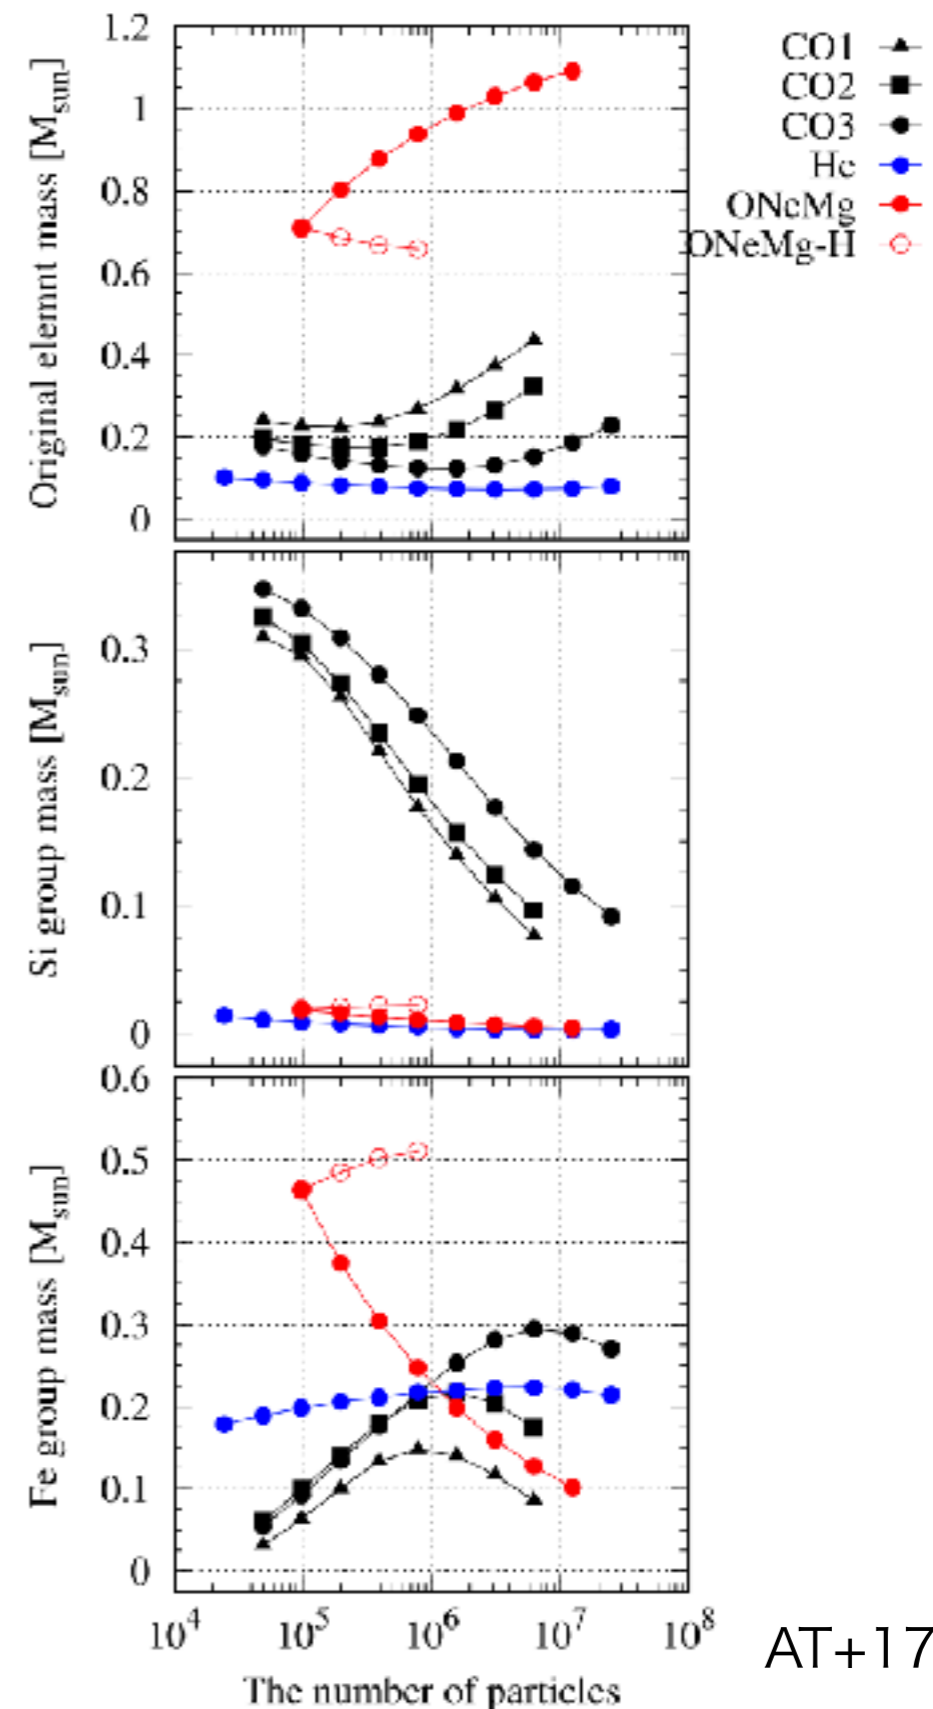 CO1
CO2
CO3
He
ONeMg
ONeMg-H
Original elemnt mass [M_sun]
1.2
1
0.8
0.6
0.4
0.2
0
Si group mass [M_sun]
0.3
0.2
0.1
0
Fe group mass [M_sun]
0.6
0.5
0.4
0.3
0.2
0.1
0
10^4 10^5 10^6 10^7 10^8
The number of particles
AT+17